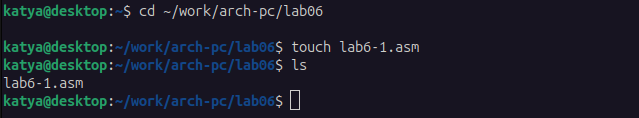 katya@desktop:~$ cd ~/work/arch-pc/lab06
katya@desktop:~/work/arch-pc/lab06$ touch lab6-1.asm
katya@desktop:~/work/arch-pc/lab06$ ls
lab6-1.asm
katya@desktop:~/work/arch-pc/lab06$